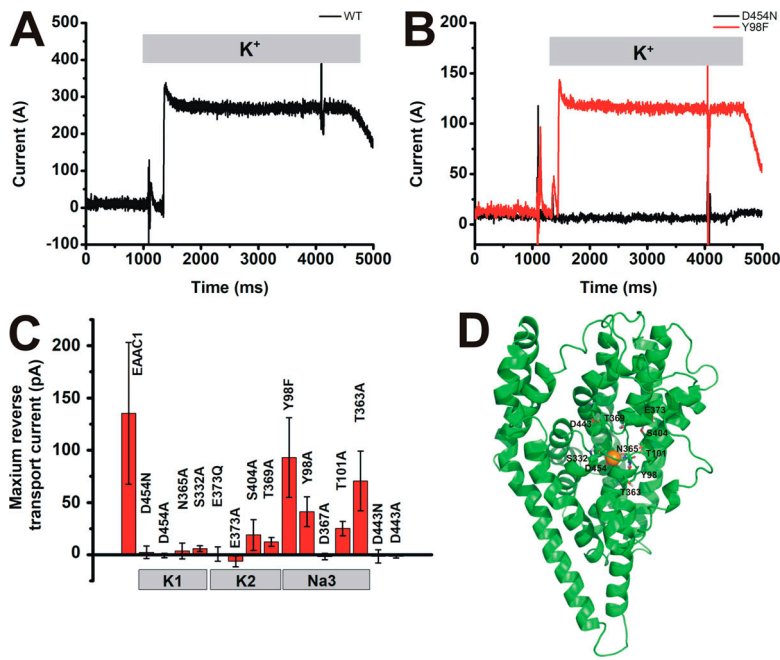 A
WT
K+
Current (A)
500
400
300
200
100
0
-100
0
1000
2000
3000
4000
5000
Time (ms)
B
D454N
Y98F
K+
Current (A)
200
150
100
50
0
0
1000
2000
3000
4000
5000
Time (ms)
C
Maxium reverse
transport current (pA)
200
150
100
50
0
EAAC1
D454N
D454A
N365A
S332A
E373Q
E373A
S404A
T369A
Y98F
Y98A
D367A
T101A
T363A
D443N
D443A
K1
K2
Na3
D
E373
T369
D443
S404
N365
T101
S332
D454
Y98
T363